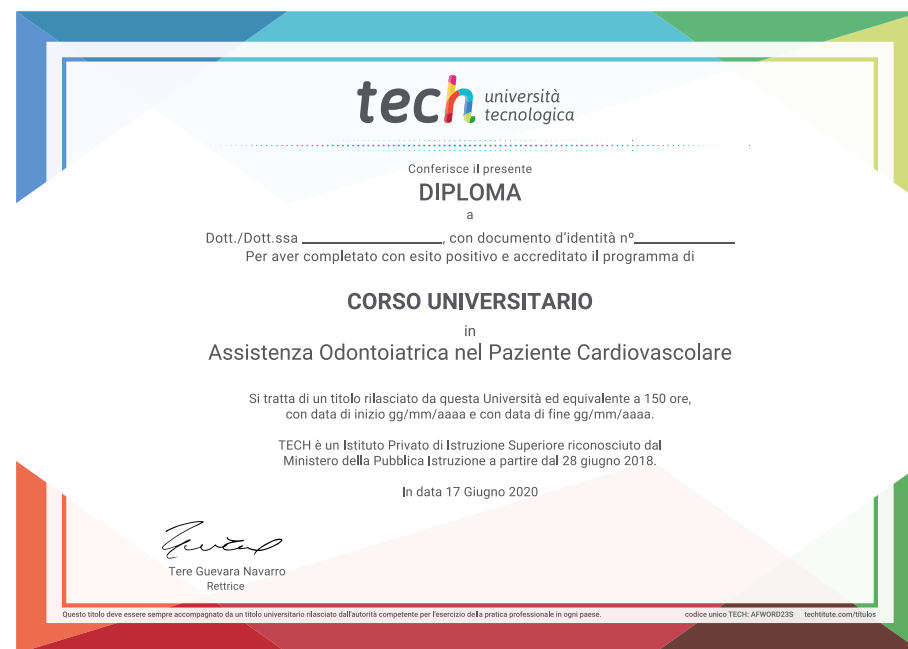 tech università
tecnologica
Conferisce il presente
DIPLOMA
a
Dott./Dott.ssa ____________________, con documento d'identità nº______________
Per aver completato con esito positivo e accreditato il programma di
CORSO UNIVERSITARIO
in
Assistenza Odontoiatrica nel Paziente Cardiovascolare
Si tratta di un titolo rilasciato da questa Università ed equivalente a 150 ore,
con data di inizio gg/mm/aaaa e con data di fine gg/mm/aaaa.
TECH è un Istituto Privato di Istruzione Superiore riconosciuto dal
Ministero della Pubblica Istruzione a partire dal 28 giugno 2018.
In data 17 Giugno 2020
Tere Guevara Navarro
Rettrice
Questo titolo deve essere sempre accompagnato da un titolo universitario rilasciato dall'autorità competente per l'esercizio della pratica professionale in ogni paese. codice unico TECH: AFWORD23S techtitute.com/titulos